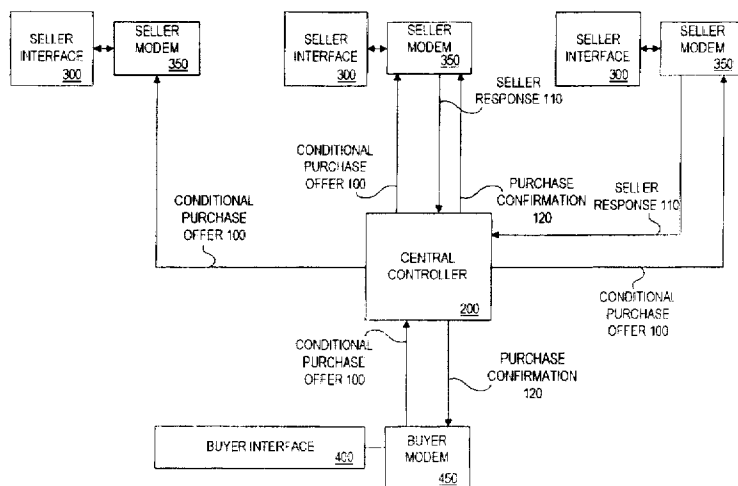 SELLER
INTERFACE
300
SELLER
MODEM
350
SELLER
INTERFACE
300
SELLER
MODEM
350
SELLER
INTERFACE
300
SELLER
MODEM
350
SELLER
RESPONSE 110
CONDITIONAL
PURCHASE
OFFER 100
PURCHASE
CONFIRMATION
120
SELLER
RESPONSE 110
CONDITIONAL
PURCHASE
OFFER 100
CENTRAL
CONTROLLER
200
CONDITIONAL
PURCHASE
OFFER 100
CONDITIONAL
PURCHASE
OFFER 100
PURCHASE
CONFIRMATION
120
BUYER INTERFACE
400
BUYER
MODEM
450